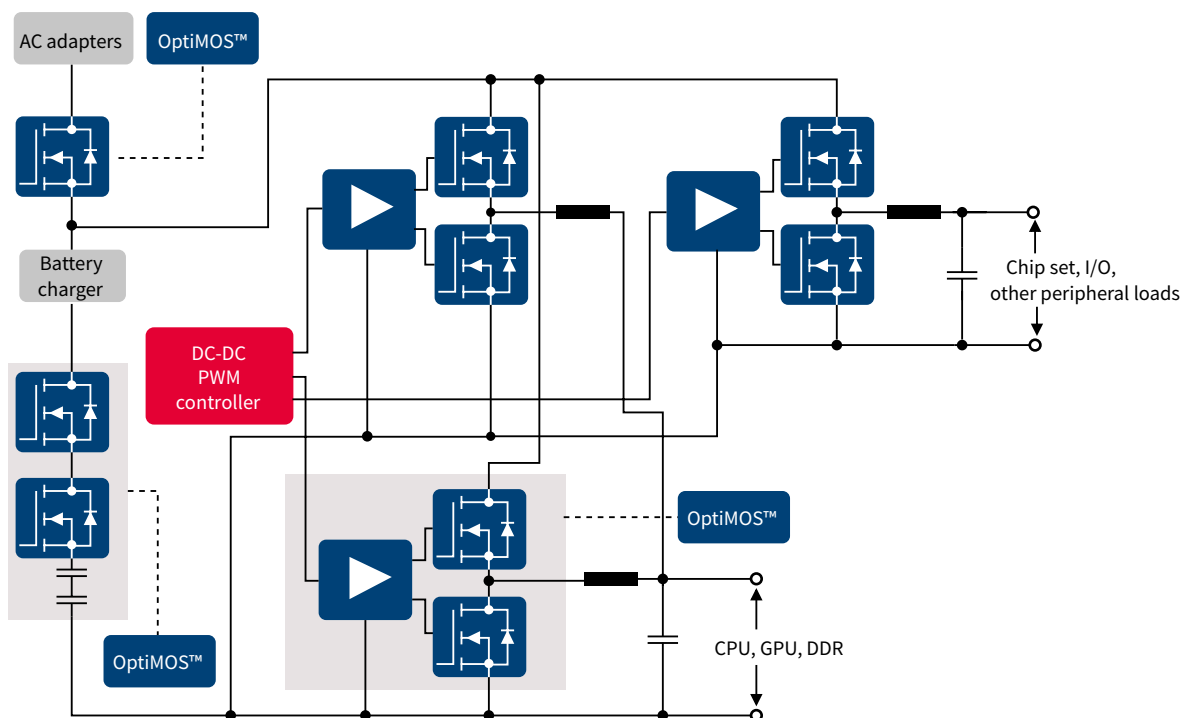 AC adapters
OptiMOS™
Battery
charger
Chip set, I/O,
other peripheral loads
DC-DC
PWM
controller
OptiMOS™
OptiMOS™
CPU, GPU, DDR